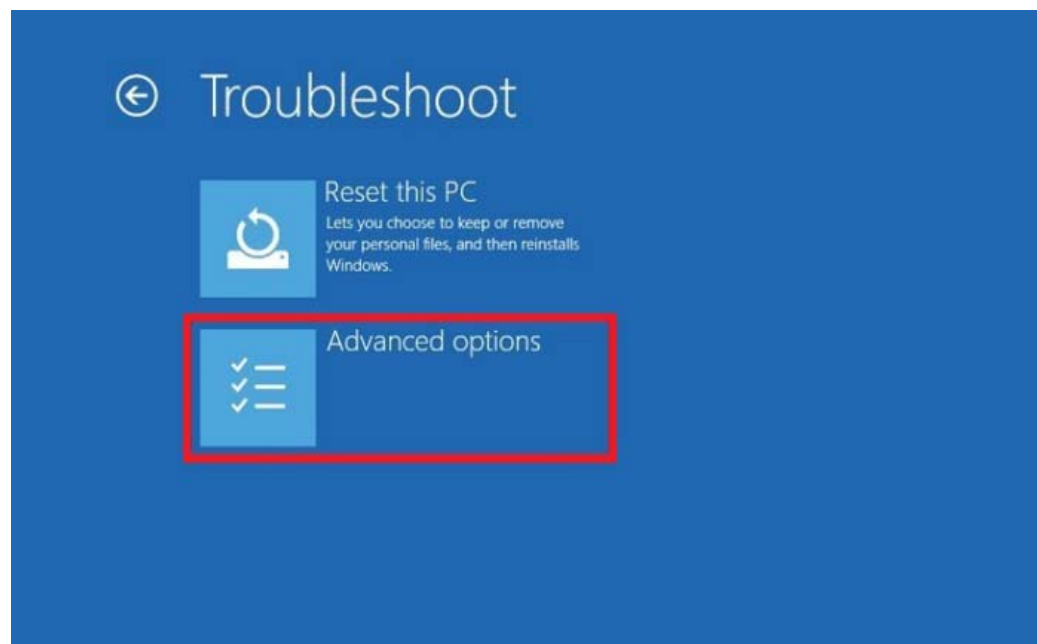 Troubleshoot
Reset this PC
Lets you choose to keep or remove
your personal files, and then reinstalls
Windows.
Advanced options